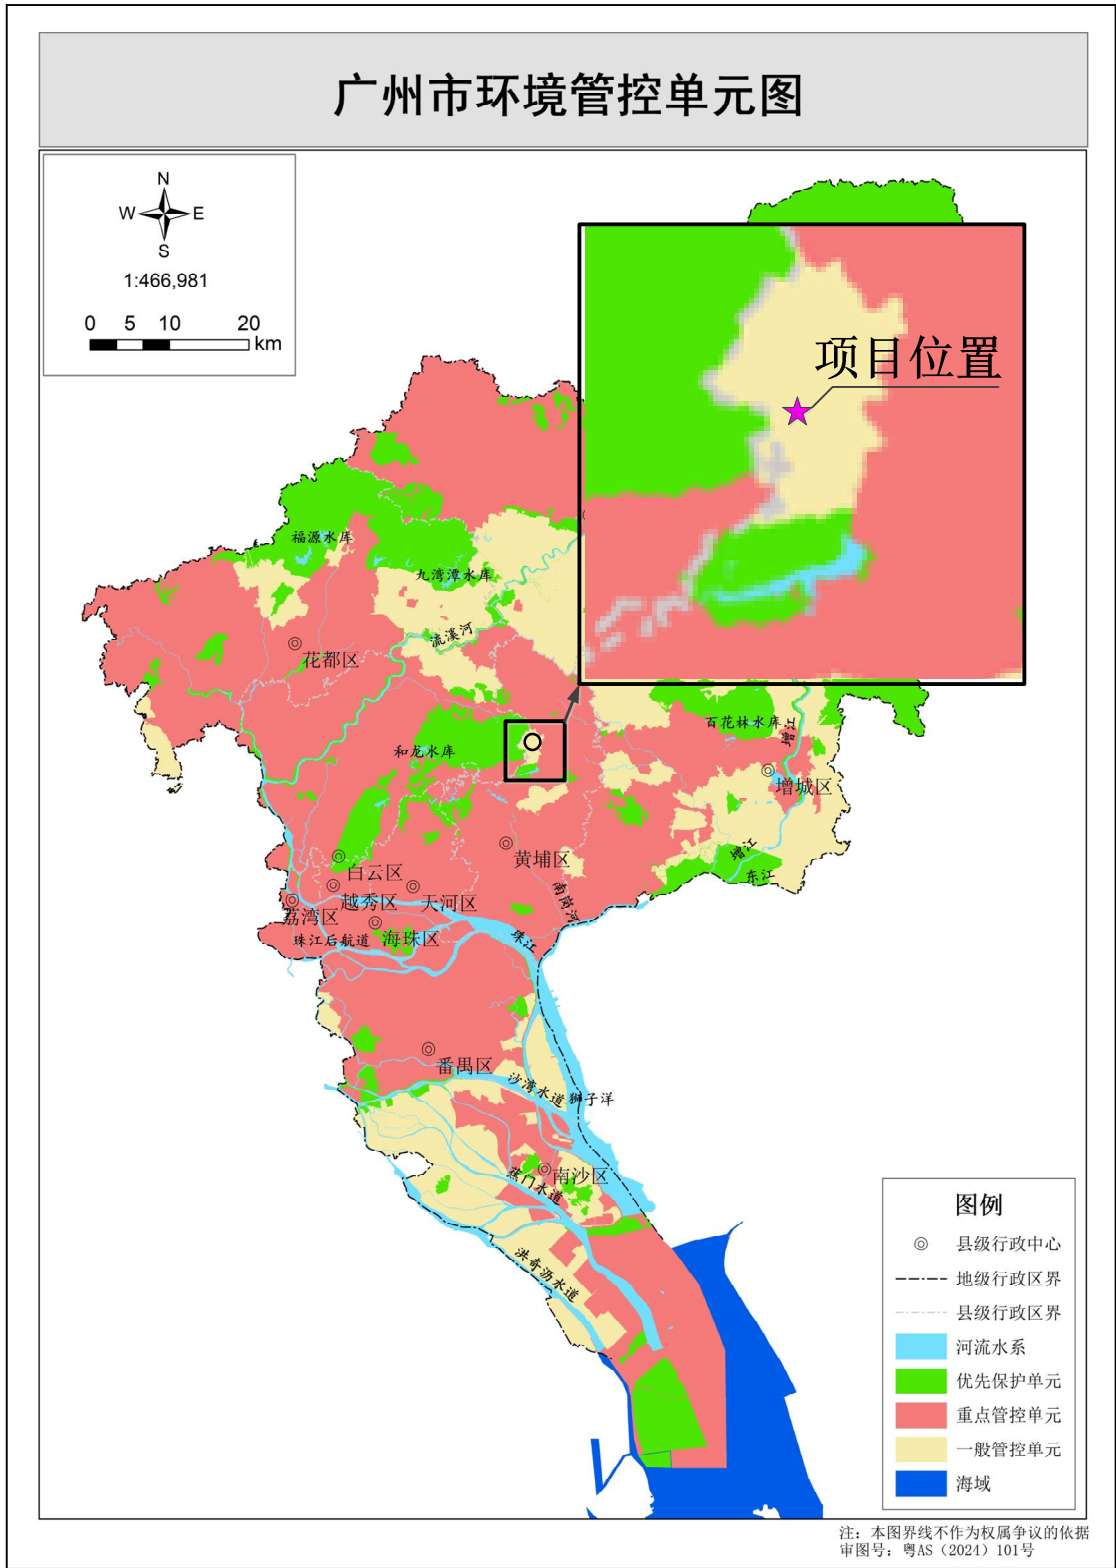 广州市环境管控单元图
N
W E
S
1:466,981
0 5 10 20
km
项目位置
福源水库
九湾潭水库
流溪河
花都区
和龙水库
百花林水库
增江
增城区
黄埔区
白云区
越秀区
天河区
荔湾区
海珠区
珠江后航道
南岗河
珠江
增江
东江
番禺区
沙湾水道
狮子洋
南沙区
蕉门水道
洪奇沥水道
图例
县级行政中心
地级行政区界
县级行政区界
河流水系
优先保护单元
重点管控单元
一般管控单元
海域
注: 本图界线不作为权属争议的依据
审图号: 粤AS（2024）101号